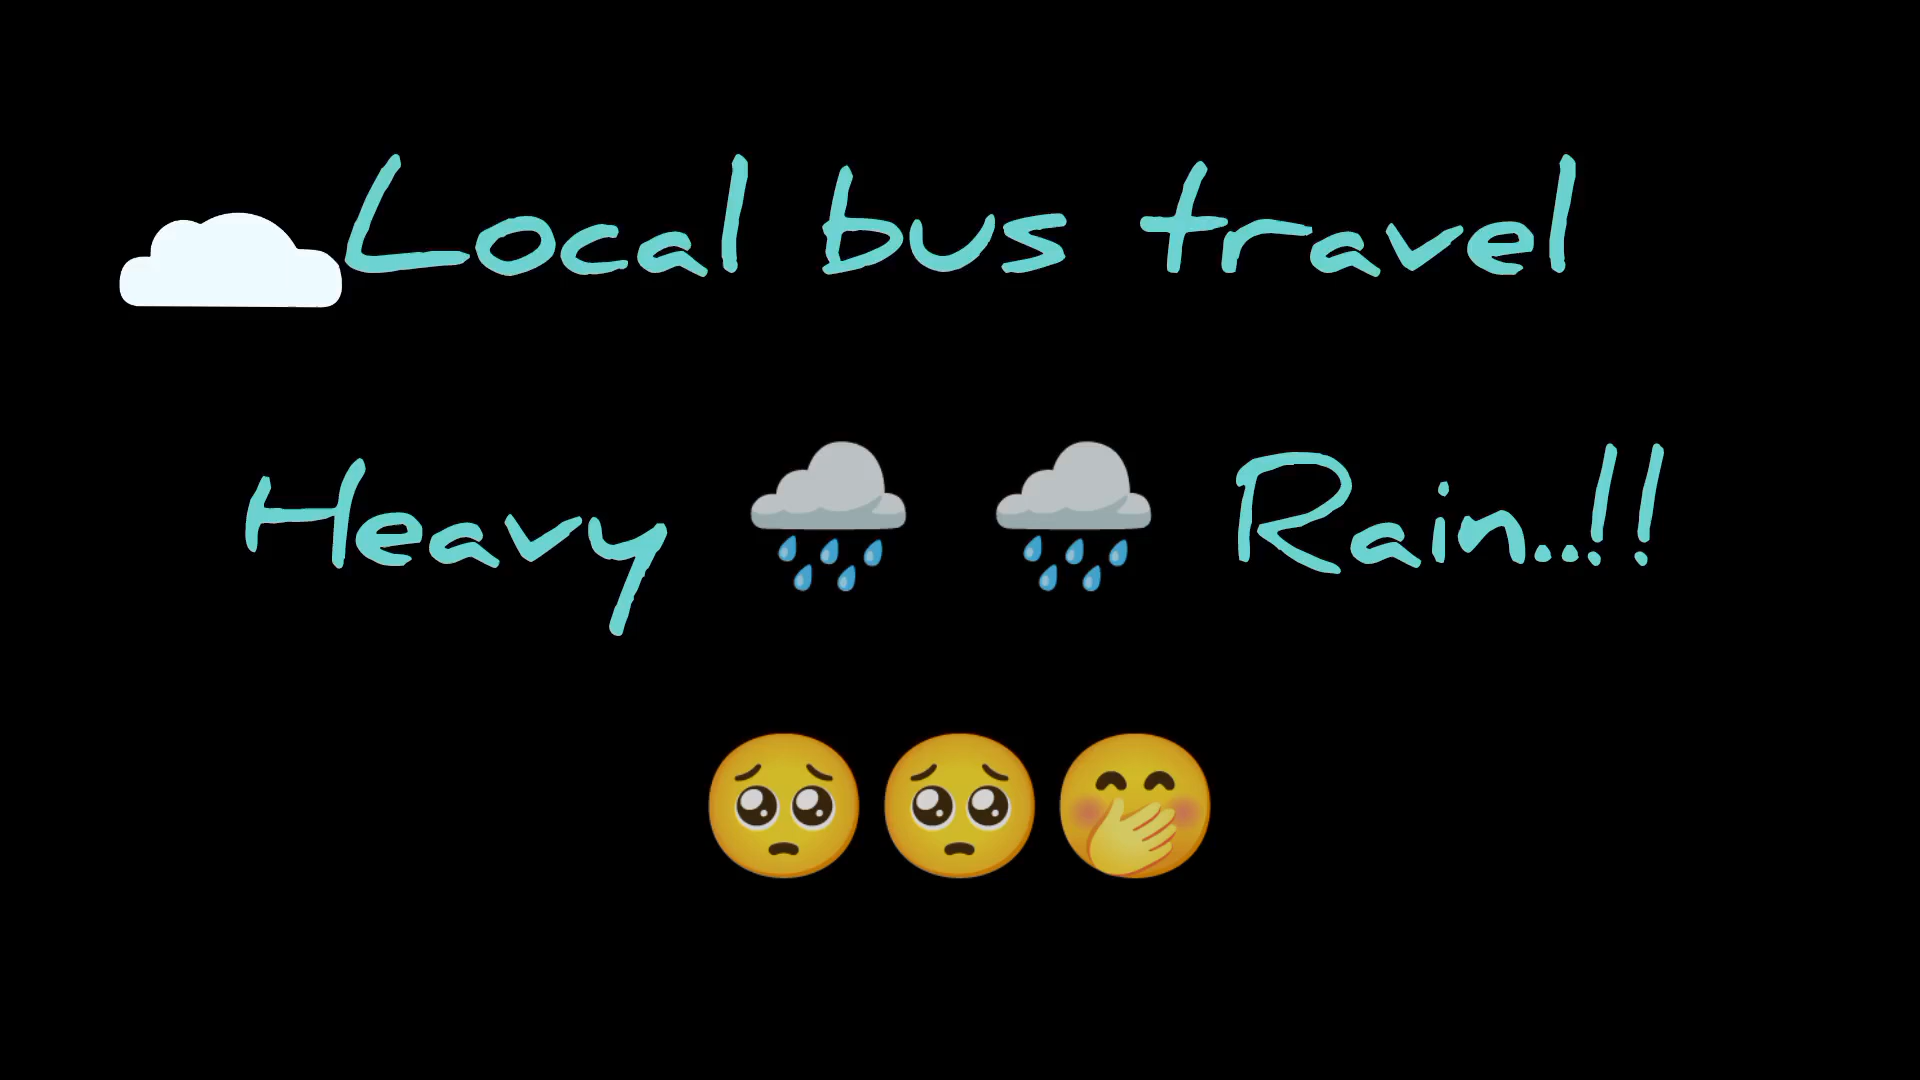 Local bus travel
Heavy 🌧️ 🌧️ Rain..!!
🥺🥺🤭